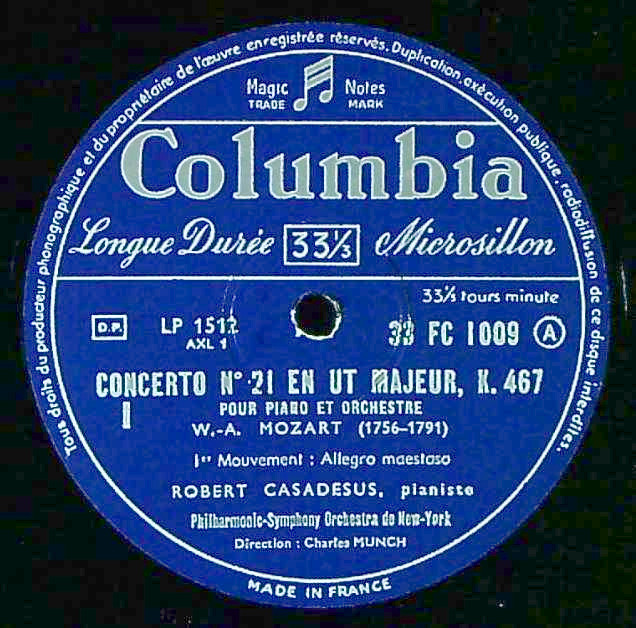 Tous droits du producteur phonographique et du propriétaire de l'œuvre enregistrée réservés. Duplication, exécution publique, radiodiffusion de ce disque interdites.
Magic Notes
TRADE MARK
Columbia
Longue Durée 33⅓ Microsillon
33⅓ tours minute
D.P. LP 1512 33 FC 1009 A
AXL 1
CONCERTO N° 21 EN UT MAJEUR, K. 467
I POUR PIANO ET ORCHESTRE
W.-A. MOZART (1756-1791)
1er Mouvement : Allegro maestoso
ROBERT CASADESUS, pianiste
Philharmonic-Symphony Orchestra de New-York
Direction : Charles MUNCH
MADE IN FRANCE